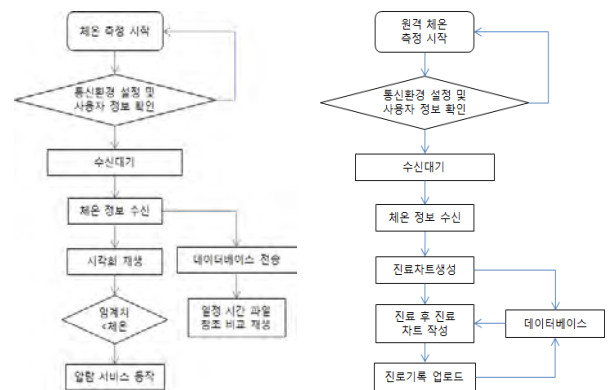 체온 측정 시작
통신환경 설정 및
사용자 정보 확인
수신대기
체온 정보 수신
시각화 재생
데이터베이스 전송
임계치
<체온
일정 시간 파일
참조 비교 재생
알람 서비스 동작
원격 체온
측정 시작
통신환경 설정 및
사용자 정보 확인
수신대기
체온 정보 수신
진료차트생성
진료 후 진료
차트 작성
데이터베이스
진로기록 업로드